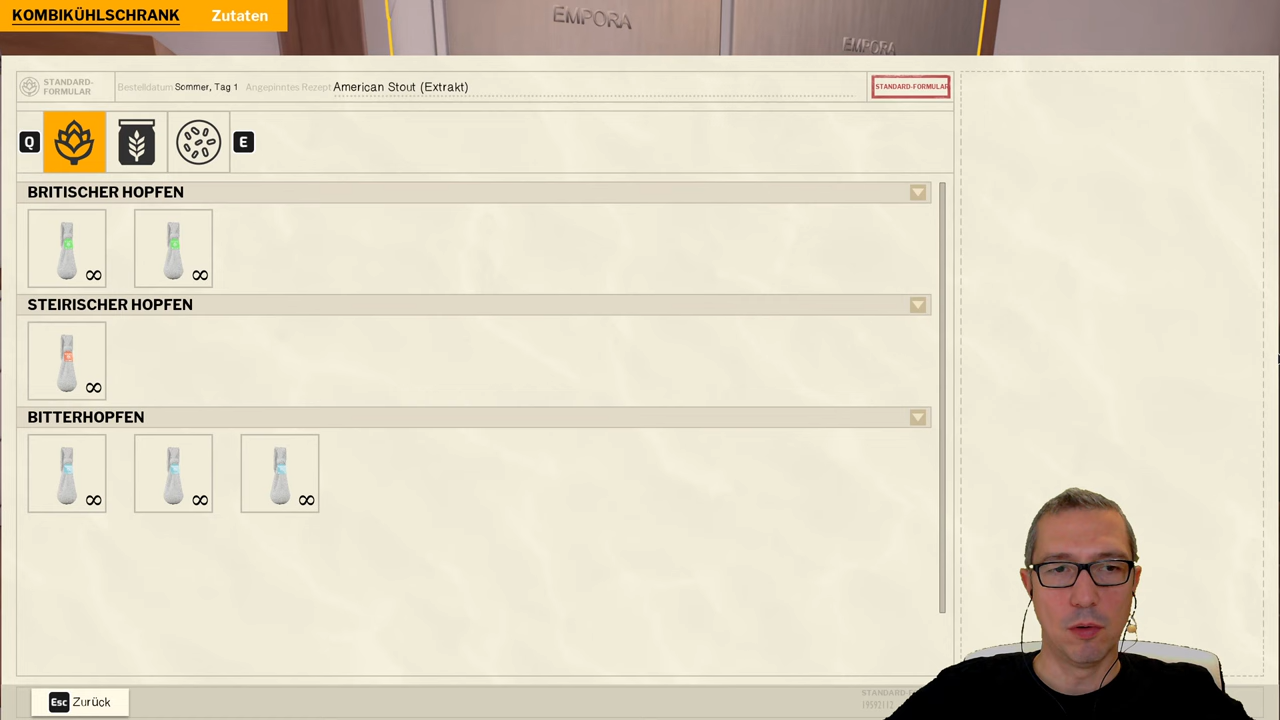 KOMBIKÜHLSCHRANK Zutaten
EMPORA
EMPORA
STANDARD-
FORMULAR
Bestelldatum Sommer, Tag 1 Angepinntes Rezept American Stout (Extrakt)
STANDARD-FORMULAR
Q E
BRITISCHER HOPFEN
∞ ∞
STEIRISCHER HOPFEN
∞
BITTERHOPFEN
∞ ∞ ∞
Esc Zurück
STANDARD-F